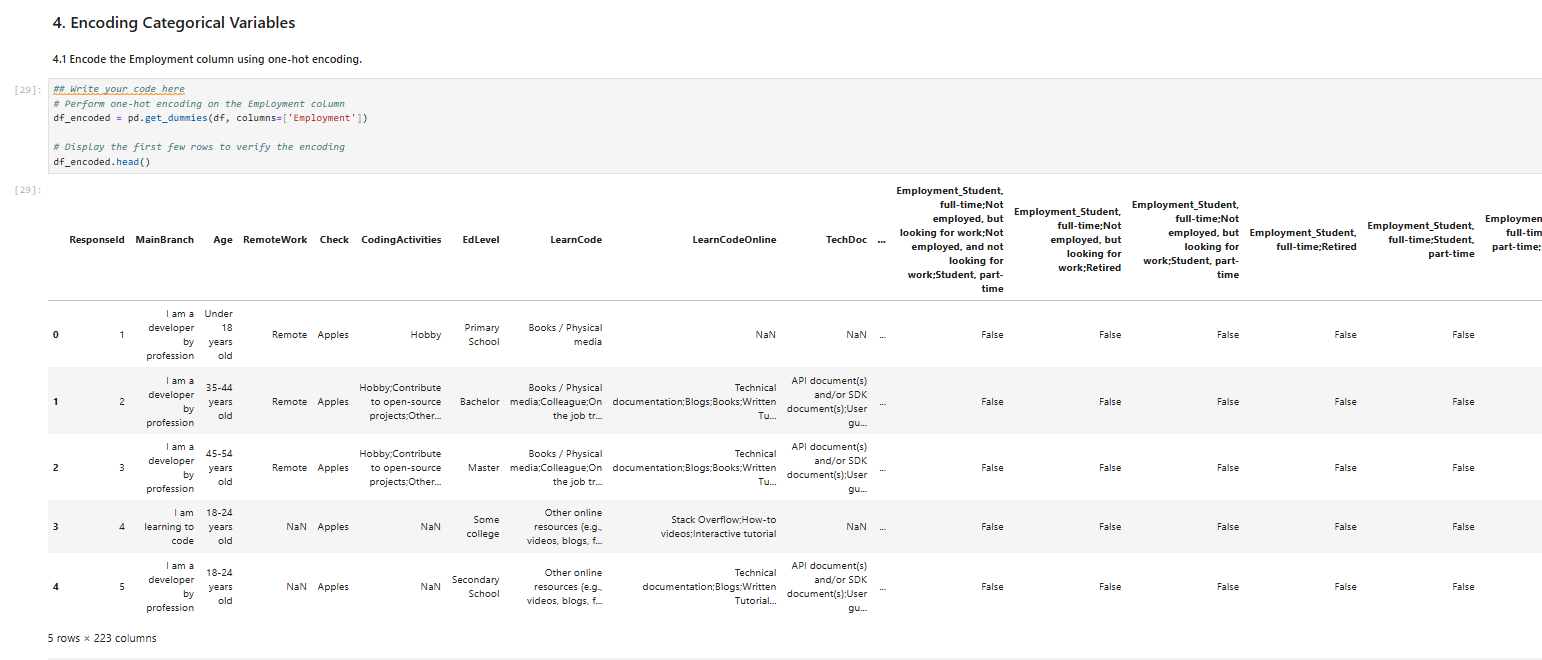 4. Encoding Categorical Variables
4.1 Encode the Employment column using one-hot encoding.
[29]:
## Write your code here
# Perform one-hot encoding on the Employment column
df_encoded = pd.get_dummies(df, columns=['Employment'])
# Display the first few rows to verify the encoding
df_encoded.head()
[29]:
ResponseId MainBranch Age RemoteWork Check CodingActivities EdLevel LearnCode LearnCodeOnline TechDoc ...
Employment_Student,
full-time;Not
employed, but
looking for work;Not
employed, and not
looking for
work;Student, part-
time
Employment_Student,
full-time;Not
employed, but
looking for
work;Retired
Employment_Student,
full-time;Not
employed, but
looking for
work;Student, part-
time
Employment_Student,
full-time;Retired
Employment_Student,
full-time;Student,
part-time
Employmen
full-tim
part-time;
0 1
I am a
developer
by
profession
Under
18
years
old
Remote Apples Hobby
Primary
School
Books / Physical
media
NaN NaN ... False False False False False
1 2
I am a
developer
by
profession
35-44
years
old
Remote Apples
Hobby;Contribute
to open-source
projects;Other...
Bachelor
Books / Physical
media;Colleague;On
the job tr...
Technical
documentation;Blogs;Books;Written
Tu...
API document(s)
and/or SDK
document(s);User
gu...
... False False False False False
2 3
I am a
developer
by
profession
45-54
years
old
Remote Apples
Hobby;Contribute
to open-source
projects;Other...
Master
Books / Physical
media;Colleague;On
the job tr...
Technical
documentation;Blogs;Books;Written
Tu...
API document(s)
and/or SDK
document(s);User
gu...
... False False False False False
3 4
I am
learning to
code
18-24
years
old
NaN Apples NaN
Some
college
Other online
resources (e.g.,
videos, blogs, f...
Stack Overflow;How-to
videos;Interactive tutorial
NaN ... False False False False False
4 5
I am a
developer
by
profession
18-24
years
old
NaN Apples NaN
Secondary
School
Other online
resources (e.g.,
videos, blogs, f...
Technical
documentation;Blogs;Written
Tutorial...
API document(s)
and/or SDK
document(s);User
gu...
... False False False False False
5 rows × 223 columns